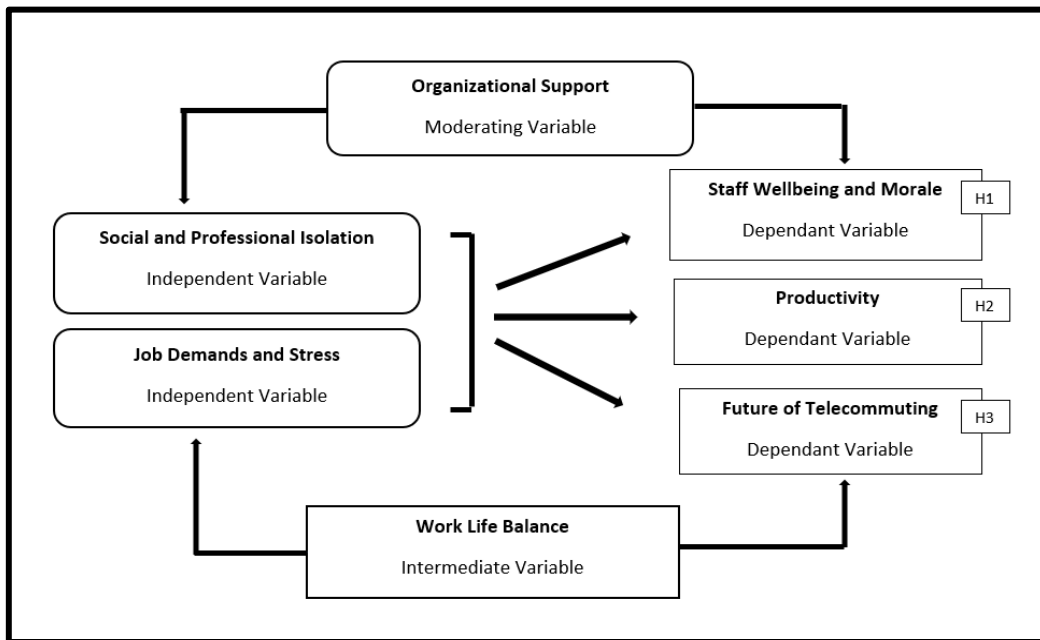 Organizational Support
Moderating Variable
Staff Wellbeing and Morale
H1
Dependant Variable
Social and Professional Isolation
Independent Variable
Productivity
H2
Dependant Variable
Job Demands and Stress
Independent Variable
Future of Telecommuting
H3
Dependant Variable
Work Life Balance
Intermediate Variable